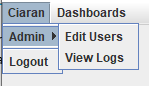 Ciaran Dashboards
Admin Edit Users
View Logs
Logout